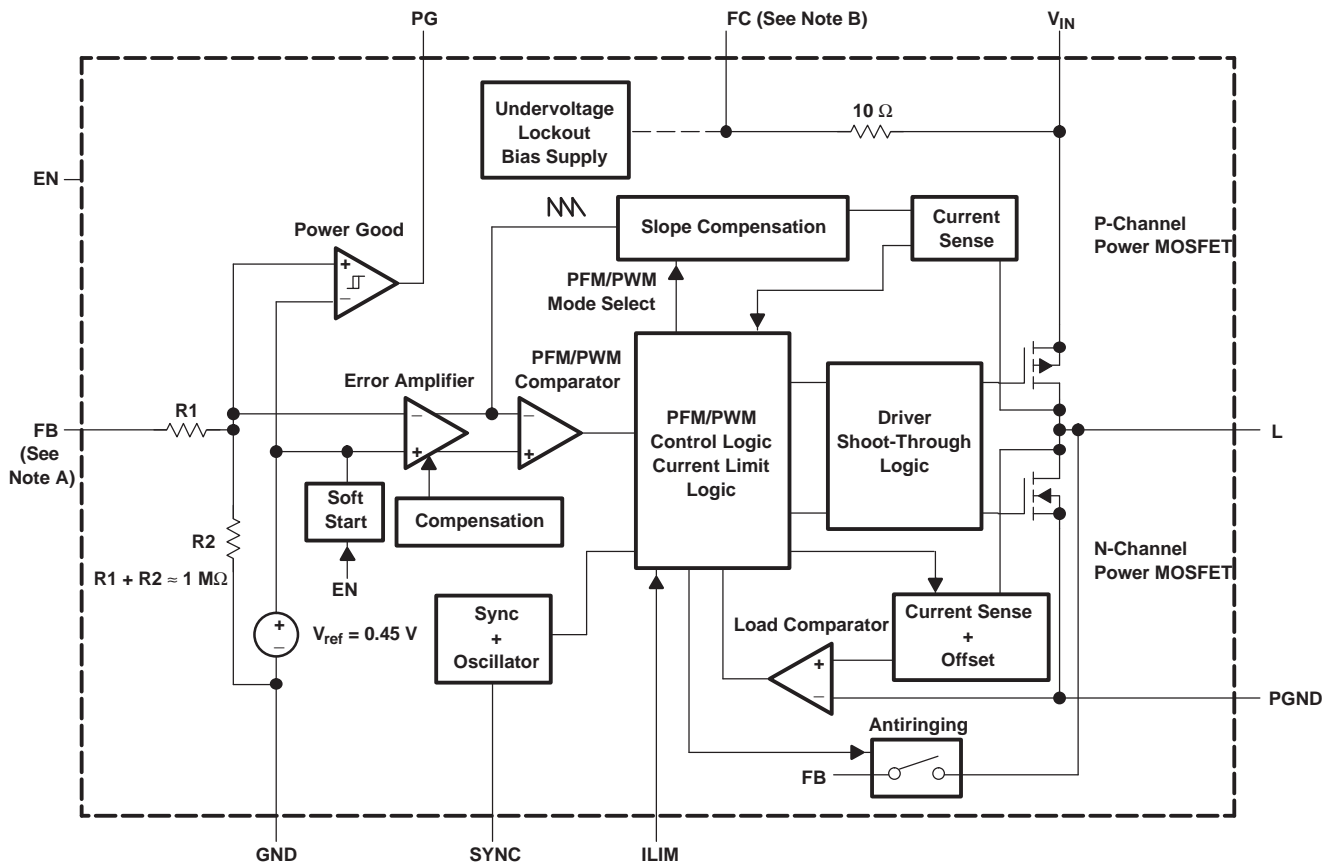 PG
FC (See Note B)
VIN
Undervoltage
Lockout
Bias Supply
10 Ω
EN
Slope Compensation
Current
Sense
P-Channel
Power MOSFET
Power Good
+
−
PFM/PWM
Mode Select
PFM/PWM
Comparator
Error Amplifier
R1
FB
(See
Note A)
−
+
−
+
PFM/PWM
Control Logic
Current Limit
Logic
Driver
Shoot-Through
Logic
L
Soft
Start
Compensation
R2
R1 + R2 ≈ 1 MΩ
EN
N-Channel
Power MOSFET
+
−
Vref = 0.45 V
Sync
+
Oscillator
Load Comparator
+
−
Current Sense
+
Offset
PGND
Antiringing
FB
GND
SYNC
ILIM